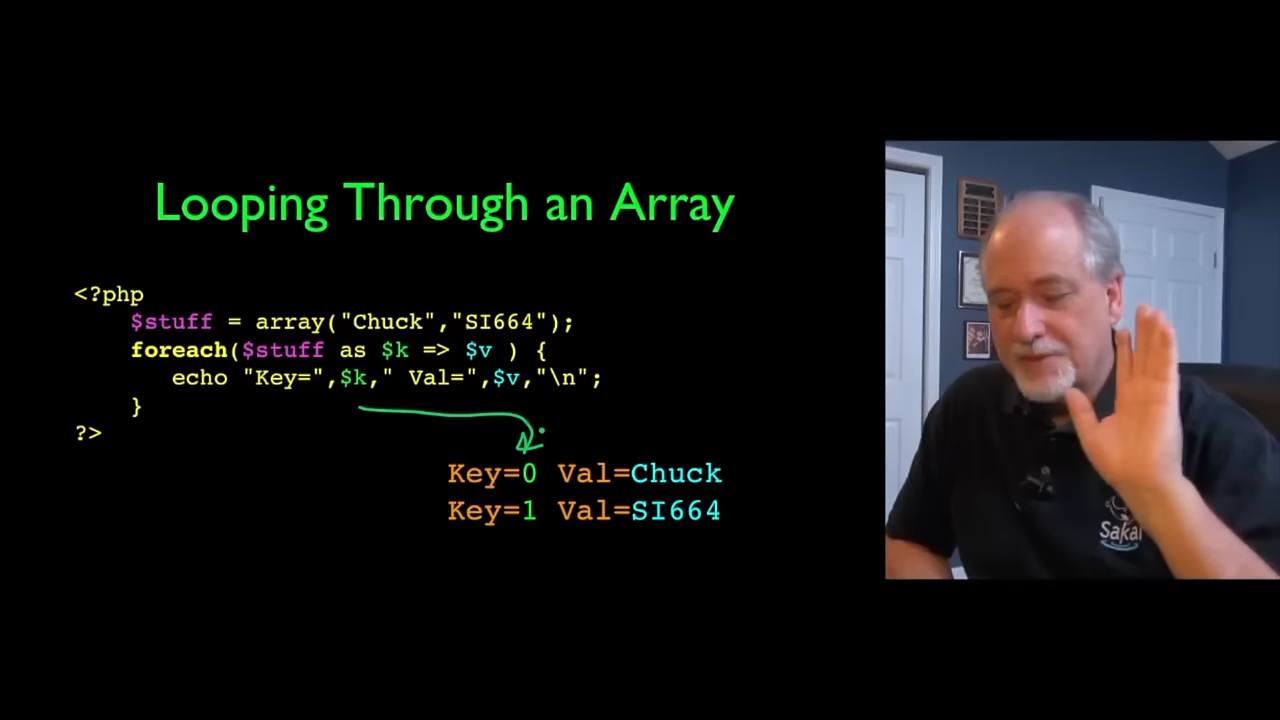 Looping Through an Array
<?php
$stuff = array("Chuck","SI664");
foreach($stuff as $k => $v ) {
echo "Key=",$k," Val=",$v,"\n";
}
?>
Key=0 Val=Chuck
Key=1 Val=SI664
Sakai